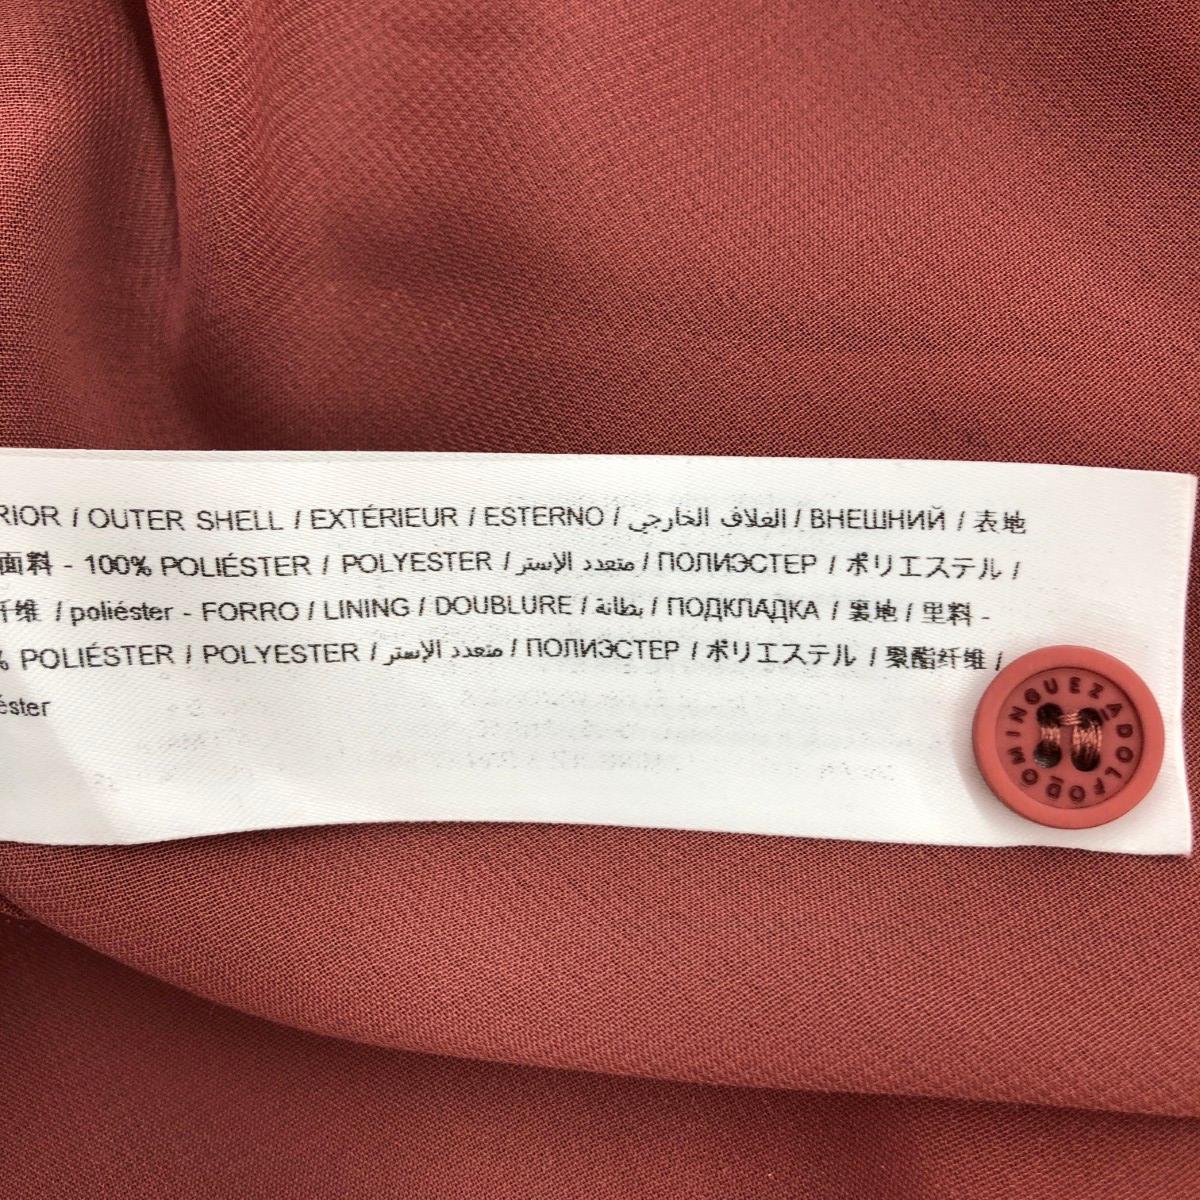 RIOR / OUTER SHELL / EXTÉRIEUR / ESTERNO / الغلاف الخارجي / ВНЕШНИЙ / 表地
面料 - 100% POLIÉSTER / POLYESTER / متعدد الإستر / ПОЛИЭСТЕР / ポリエステル /
纤维 / poliéster - FORRO / LINING / DOUBLURE / بطانة / ПОДКЛАДКА / 裏地 / 里料 -
% POLIÉSTER / POLYESTER / متعدد الإستر / ПОЛИЭСТЕР / ポリエステル / 聚酯纤维 /
éster
ADOLFO DOMINGUEZ